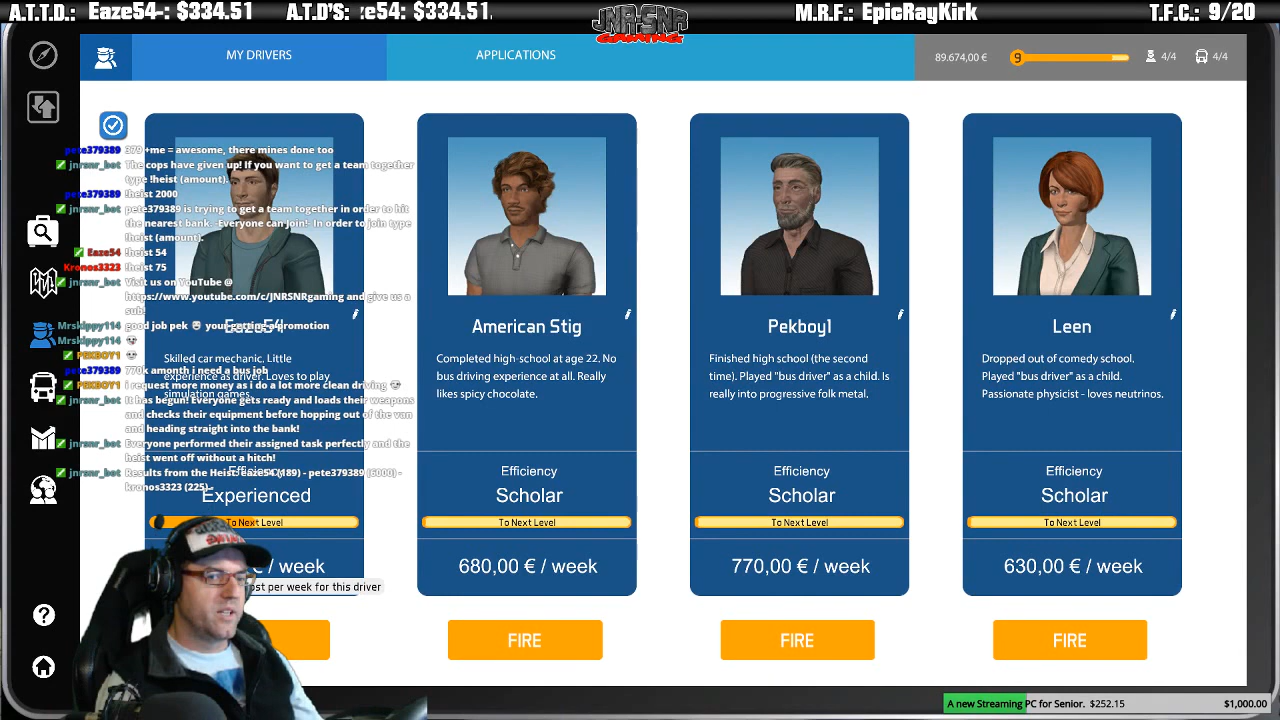 A.T.T.D.: Eaze54-: $334.51 A.T.D'S: ze54: $334.51. JNR-SNR GAMING M.R.F.: EpicRayKirk T.F.C.: 9/20
MY DRIVERS APPLICATIONS 89.674,00 € 9 4/4 4/4
pete379389 379 +me = awesome, there mines done too
jnrsnr_bot The cops have given up! If you want to get a team together
type !heist (amount).
pete379389 !heist 2000
jnrsnr_bot pete379389 is trying to get a team together in order to hit
the nearest bank. -Everyone can Join!- In order to join type
!heist (amount).
Eaze54 !heist 54
Kronos3323 !heist 75
jnrsnr_bot Visit us on YouTube @
https://www.youtube.com/c/JNRSNRgaming and give us a
sub.
Mrskippy114 good job pek your getting a promotion
Mrskippy114
PEKBOY1
pete379389 770k amonth i need a bus job
PEKBOY1 i request more money as i do a lot more clean driving
jnrsnr_bot It has begun! Everyone gets ready and loads their weapons
and checks their equipment before hopping out of the van
and heading straight into the bank!
jnrsnr_bot Everyone performed their assigned task perfectly and the
heist went off without a hitch!
jnrsnr_bot Results from the Heist: Eaze54 (189) - pete379389 (6000) -
kronos3323 (225) -
Eaze54
Skilled car mechanic. Little
experience as driver. Loves to play
simulation games.
Efficiency
Experienced
To Next Level
€ / week
ost per week for this driver
American Stig
Completed high-school at age 22. No
bus driving experience at all. Really
likes spicy chocolate.
Efficiency
Scholar
To Next Level
680,00 € / week
FIRE
Pekboy1
Finished high school (the second
time). Played "bus driver" as a child. Is
really into progressive folk metal.
Efficiency
Scholar
To Next Level
770,00 € / week
FIRE
Leen
Dropped out of comedy school.
Played "bus driver" as a child.
Passionate physicist - loves neutrinos.
Efficiency
Scholar
To Next Level
630,00 € / week
FIRE
A new Streaming PC for Senior. $252.15 $1,000.00